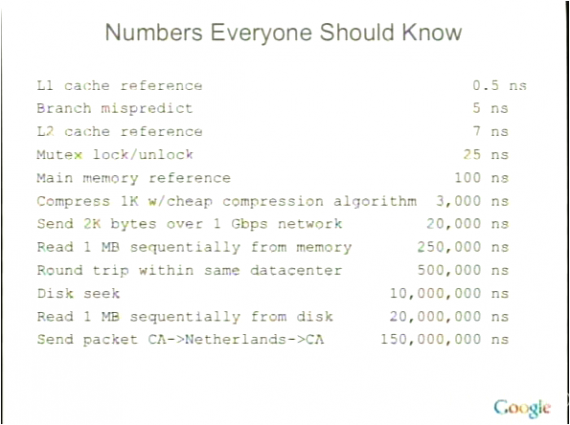 Numbers Everyone Should Know
L1 cache reference 0.5 ns
Branch mispredict 5 ns
L2 cache reference 7 ns
Mutex lock/unlock 25 ns
Main memory reference 100 ns
Compress 1K w/cheap compression algorithm 3,000 ns
Send 2K bytes over 1 Gbps network 20,000 ns
Read 1 MB sequentially from memory 250,000 ns
Round trip within same datacenter 500,000 ns
Disk seek 10,000,000 ns
Read 1 MB sequentially from disk 20,000,000 ns
Send packet CA->Netherlands->CA 150,000,000 ns
Google